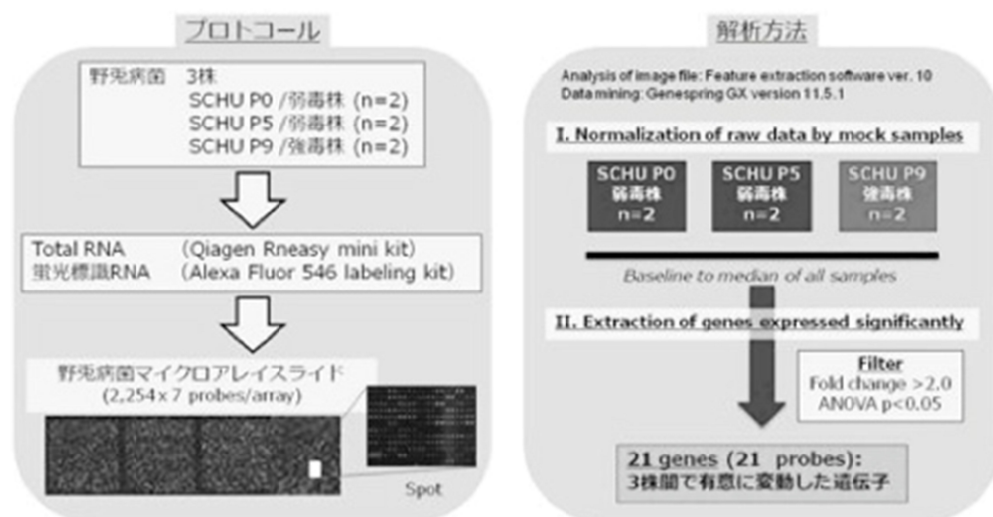 プロトコール
野兎病菌 3株
SCHU P0 /弱毒株 (n=2)
SCHU P5 /弱毒株 (n=2)
SCHU P9 /強毒株 (n=2)
Total RNA (Qiagen Rneasy mini kit)
蛍光標識RNA (Alexa Fluor 546 labeling kit)
野兎病菌マイクロアレイスライド
(2,254 x 7 probes/array)
Spot
解析方法
Analysis of image file: Feature extraction software ver. 10
Data mining: Genespring GX version 11.5.1
I. Normalization of raw data by mock samples
SCHU P0
弱毒株
n=2
SCHU P5
弱毒株
n=2
SCHU P9
強毒株
n=2
Baseline to median of all samples
II. Extraction of genes expressed significantly
Filter
Fold change >2.0
ANOVA p<0.05
21 genes (21 probes):
3株間で有意に変動した遺伝子